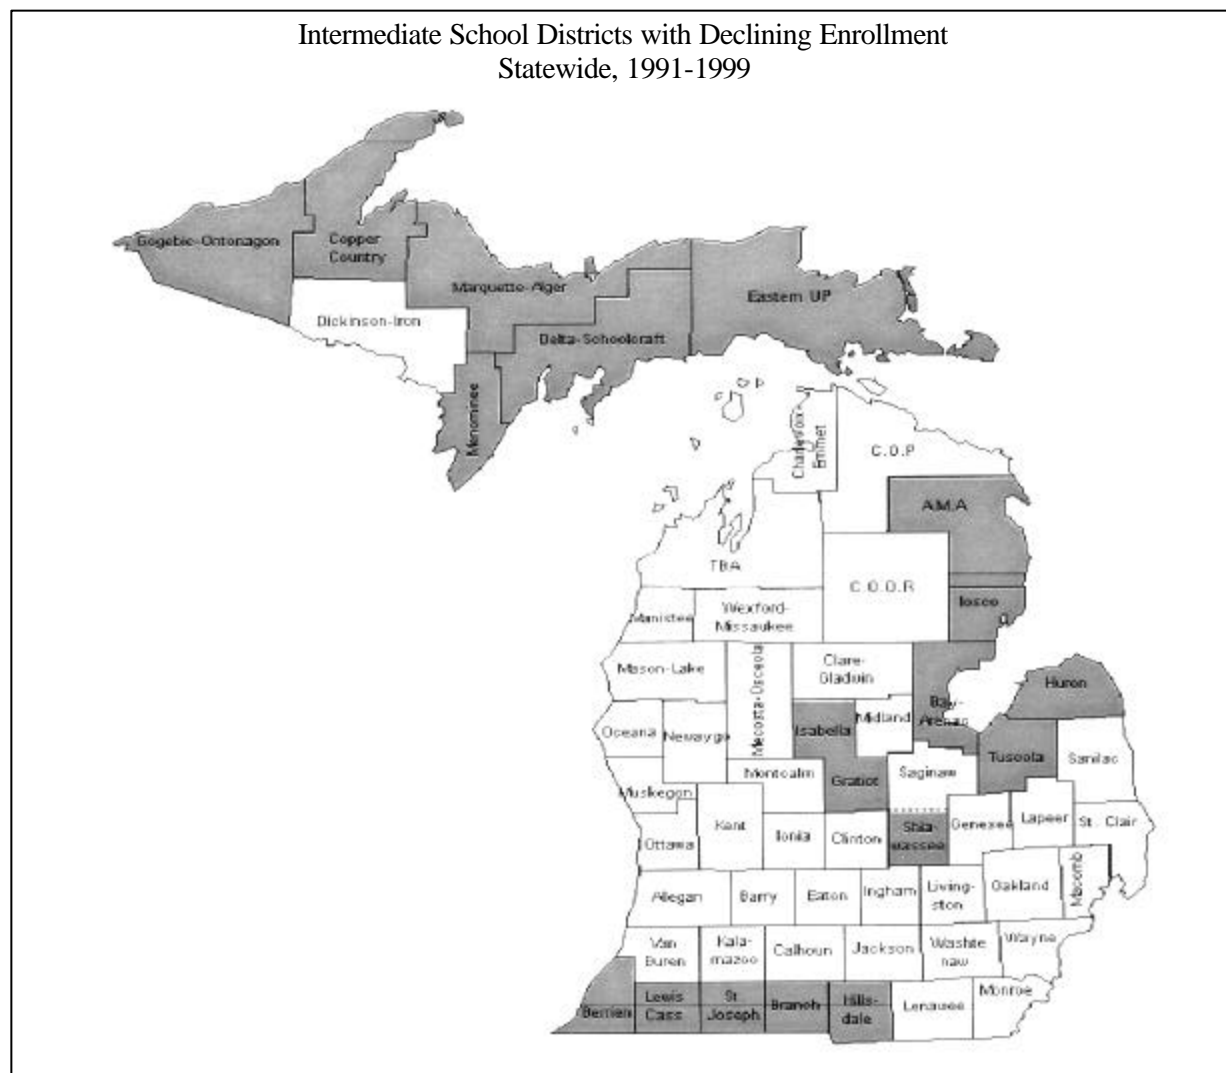 Intermediate School Districts with Declining Enrollment
Statewide, 1991-1999
Gogebic-Ontonagon
Copper
Country
Marquette-Alger
Eastern UP
Dickinson-Iron
Delta-Schoolcraft
Menominee
Charlevoix-
Emmet
C.O.P
A.M.A
TBA
C.O.O.R
Iosco
Manistee
Wexford-
Missaukee
Mason-Lake
Mecosta-Osceola
Clare-
Gladwin
Huron
Bay-
Arenac
Oceana
Newaygo
Isabella
Midland
Tuscola
Sanilac
Montcalm
Gratiot
Saginaw
Muskegon
Kent
Ionia
Clinton
Shia-
wassee
Genesee
Lapeer
St. Clair
Ottawa
Allegan
Barry
Eaton
Ingham
Living-
ston
Oakland
Macomb
Van
Buren
Kala-
mazoo
Calhoun
Jackson
Washte
naw
Wayne
Berrien
Lewis
Cass
St.
Joseph
Branch
Hills-
dale
Lenawee
Monroe